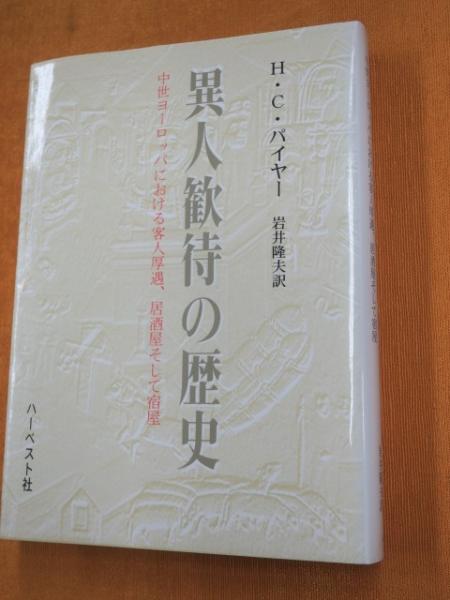 H・C・パイヤー 岩井隆夫訳
異人歓待の歴史
中世ヨーロッパにおける客人厚遇、居酒屋そして宿屋
ハーベスト社